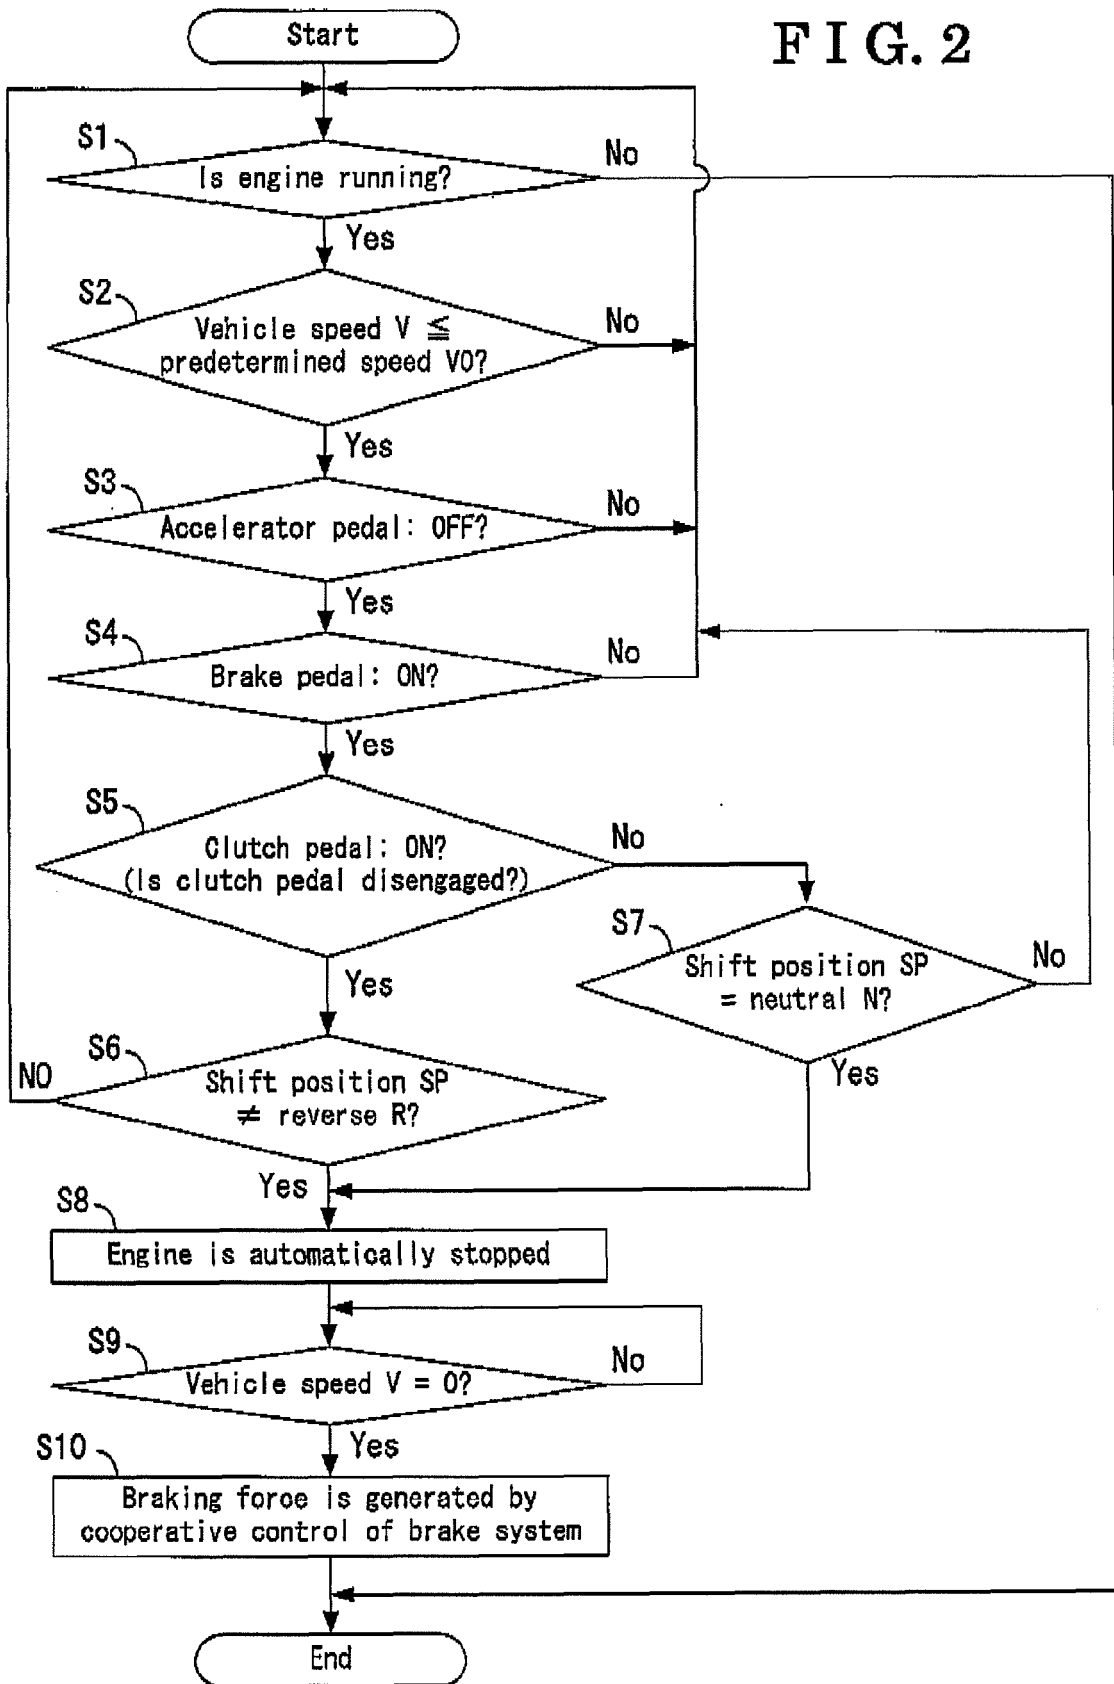 Start
FIG. 2
S1
Is engine running?
No
Yes
S2
Vehicle speed V ≦
predetermined speed V0?
No
Yes
S3
Accelerator pedal: OFF?
No
Yes
S4
Brake pedal: ON?
No
Yes
S5
Clutch pedal: ON?
(Is clutch pedal disengaged?)
No
Yes
S7
Shift position SP
= neutral N?
No
Yes
S6
Shift position SP
≠ reverse R?
NO
Yes
S8
Engine is automatically stopped
S9
Vehicle speed V = 0?
No
Yes
S10
Braking force is generated by
cooperative control of brake system
End